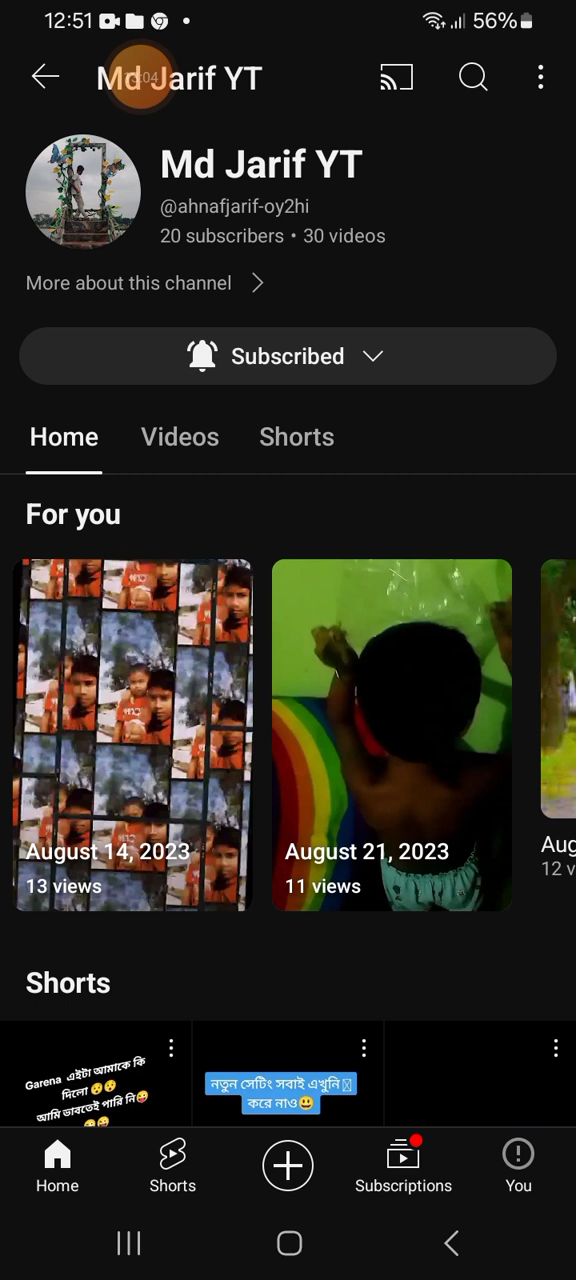 12:51
56%
Md Jarif YT
Md Jarif YT
@ahnafjarif-oy2hi
20 subscribers • 30 videos
More about this channel
Subscribed
Home Videos Shorts
For you
August 14, 2023
13 views
August 21, 2023
11 views
Aug
12 v
Shorts
Garena এইটা আমাকে কি
দিলো 😯😯
আমি ভাবতেই পারি নি😜
নতুন সেটিং সবাই এখুনি
করে নাও😃
Home Shorts Subscriptions You